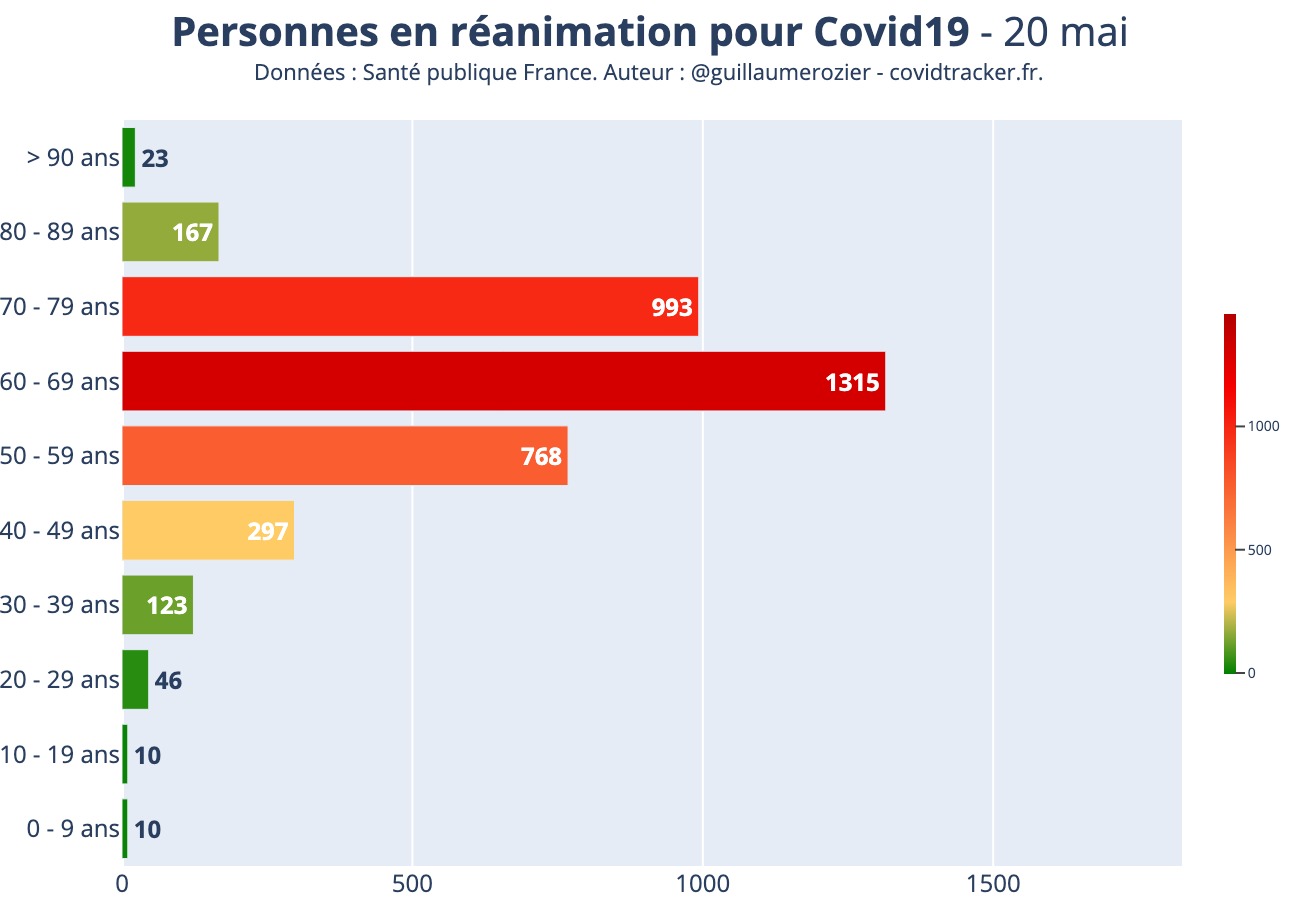 Personnes en réanimation pour Covid19 - 20 mai
Données : Santé publique France. Auteur : @guillaumerozier - covidtracker.fr.
> 90 ans 23
80 - 89 ans 167
70 - 79 ans 993
60 - 69 ans 1315
50 - 59 ans 768
40 - 49 ans 297
30 - 39 ans 123
20 - 29 ans 46
10 - 19 ans 10
0 - 9 ans 10
0 500 1000 1500
1000
500
0